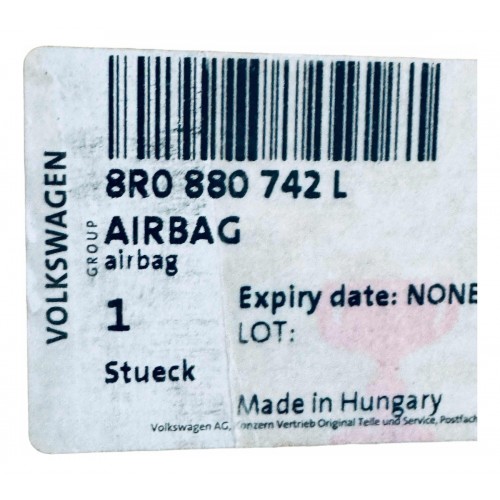 VOLKSWAGEN
GROUP
8R0 880 742 L
AIRBAG
airbag
1
Stueck
Expiry date: NONE
LOT:
Made in Hungary
Volkswagen AG, Konzern Vertrieb Original Teile und Service, Postfach